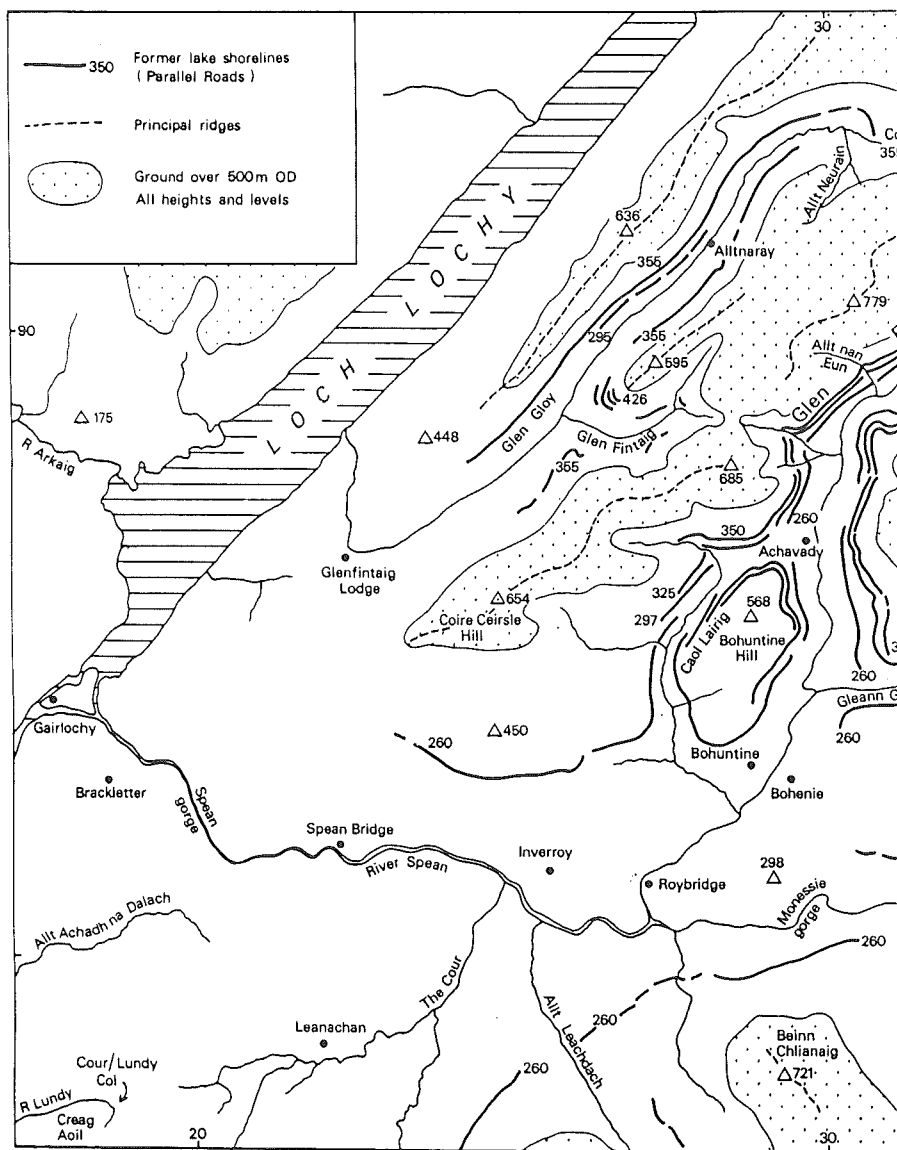 350 Former lake shorelines
( Parallel Roads )
Principal ridges
Ground over 500m OD
All heights and levels
30
Co
355
Allt Neurain
636
Alltnaray
355
LOCH LOCHY
779
90
295
355
595
Allt nan
Eun
426
Glen
175
Glen Gloy
448
Glen Fintaig
R Arkaig
355
685
350
260
Achavady
Glenfintaig
Lodge
325
654
568
Coire Ceirsle
Hill
297
Caol Lairig
Bohuntine
Hill
3
260
Gleann G
Gairlochy
450
260
260
Bohuntine
Brackletter
Bohenie
Spean
gorge
Spean Bridge
River Spean
Inverroy
298
Roybridge
Monessie
gorge
Allt Achadh na Dalach
260
260
The Cour
Allt Leachdach
Leanachan
260
Beinn
Chlianaig
Cour/Lundy
Col
721
R Lundy
Creag
Aoil
20
30